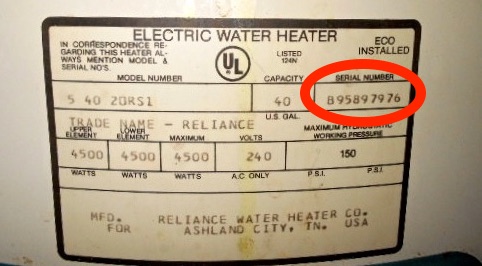 ELECTRIC WATER HEATER
IN CORRESPONDENCE RE-
GARDING THIS HEATER AL-
WAYS MENTION MODEL &
SERIAL NO'S.
UL
LISTED
124N
ECO
INSTALLED
MODEL NUMBER CAPACITY SERIAL NUMBER
5 40 2ORS1 40 B95897976
U.S. GAL.
TRADE NAME - RELIANCE
UPPER ELEMENT LOWER ELEMENT MAXIMUM VOLTS MAXIMUM HYDROSTATIC WORKING PRESSURE
4500 4500 4500 240 150
WATTS WATTS WATTS A.C. ONLY P.S.I. P.S.I.
MFD. RELIANCE WATER HEATER CO.
FOR ASHLAND CITY, TN. USA